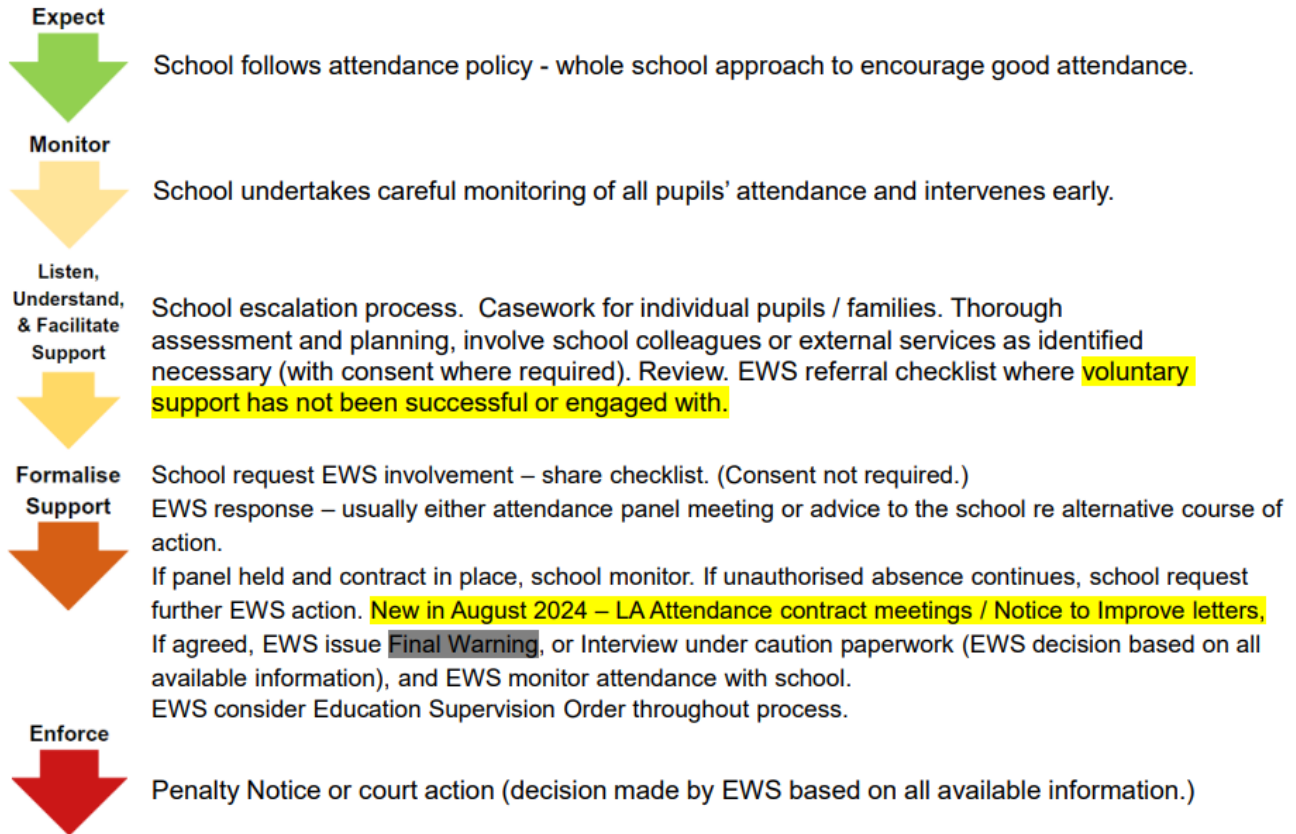 Expect
School follows attendance policy - whole school approach to encourage good attendance.
Monitor
School undertakes careful monitoring of all pupils' attendance and intervenes early.
Listen,
Understand,
& Facilitate
Support
School escalation process.  Casework for individual pupils / families. Thorough
assessment and planning, involve school colleagues or external services as identified
necessary (with consent where required). Review. EWS referral checklist where voluntary
support has not been successful or engaged with.
Formalise
Support
School request EWS involvement – share checklist. (Consent not required.)
EWS response – usually either attendance panel meeting or advice to the school re alternative course of
action.
If panel held and contract in place, school monitor. If unauthorised absence continues, school request
further EWS action. New in August 2024 – LA Attendance contract meetings / Notice to Improve letters,
If agreed, EWS issue Final Warning, or Interview under caution paperwork (EWS decision based on all
available information), and EWS monitor attendance with school.
EWS consider Education Supervision Order throughout process.
Enforce
Penalty Notice or court action (decision made by EWS based on all available information.)